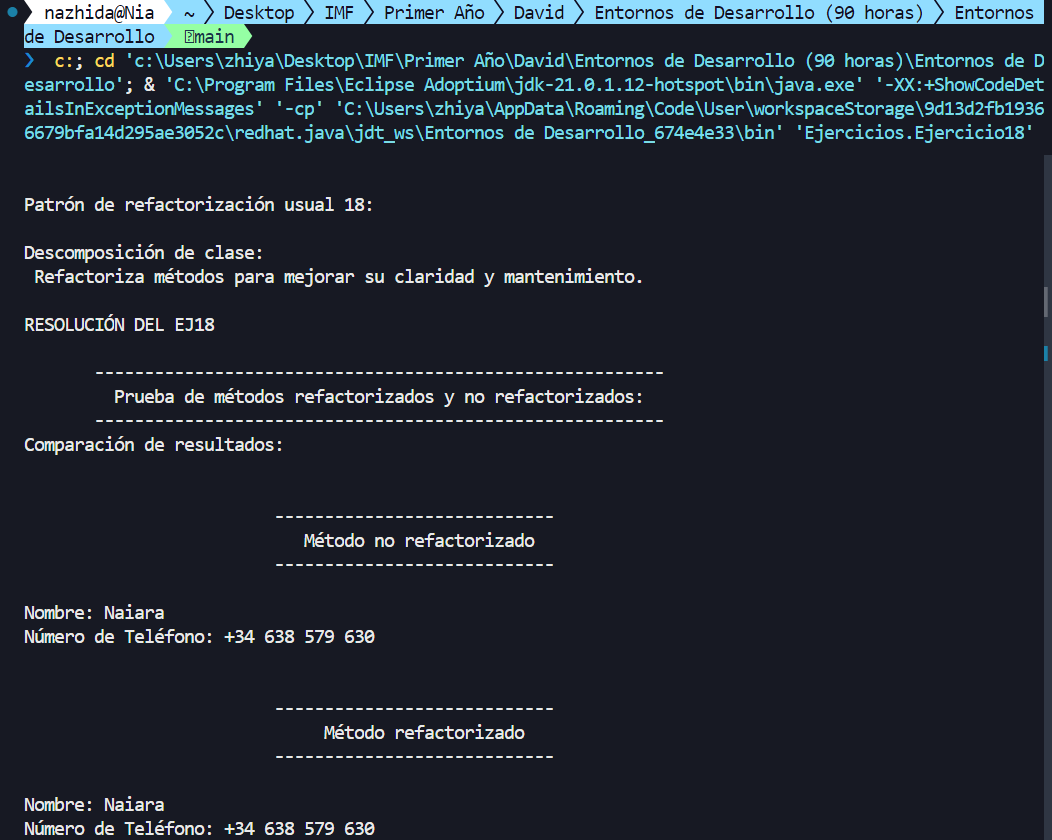 nazhida@Nia ~ Desktop IMF Primer Año David Entornos de Desarrollo (90 horas) Entornos
de Desarrollo main
❯ c:; cd 'c:\Users\zhiya\Desktop\IMF\Primer Año\David\Entornos de Desarrollo (90 horas)\Entornos de D
esarrollo'; & 'C:\Program Files\Eclipse Adoptium\jdk-21.0.1.12-hotspot\bin\java.exe' '-XX:+ShowCodeDet
ailsInExceptionMessages' '-cp' 'C:\Users\zhiya\AppData\Roaming\Code\User\workspaceStorage\9d13d2fb1936
6679bfa14d295ae3052c\redhat.java\jdt_ws\Entornos de Desarrollo_674e4e33\bin' 'Ejercicios.Ejercicio18'
Patrón de refactorización usual 18:
Descomposición de clase:
Refactoriza métodos para mejorar su claridad y mantenimiento.
RESOLUCIÓN DEL EJ18
---------------------------------------------------------
Prueba de métodos refactorizados y no refactorizados:
---------------------------------------------------------
Comparación de resultados:
----------------------------
Método no refactorizado
----------------------------
Nombre: Naiara
Número de Teléfono: +34 638 579 630
----------------------------
Método refactorizado
----------------------------
Nombre: Naiara
Número de Teléfono: +34 638 579 630